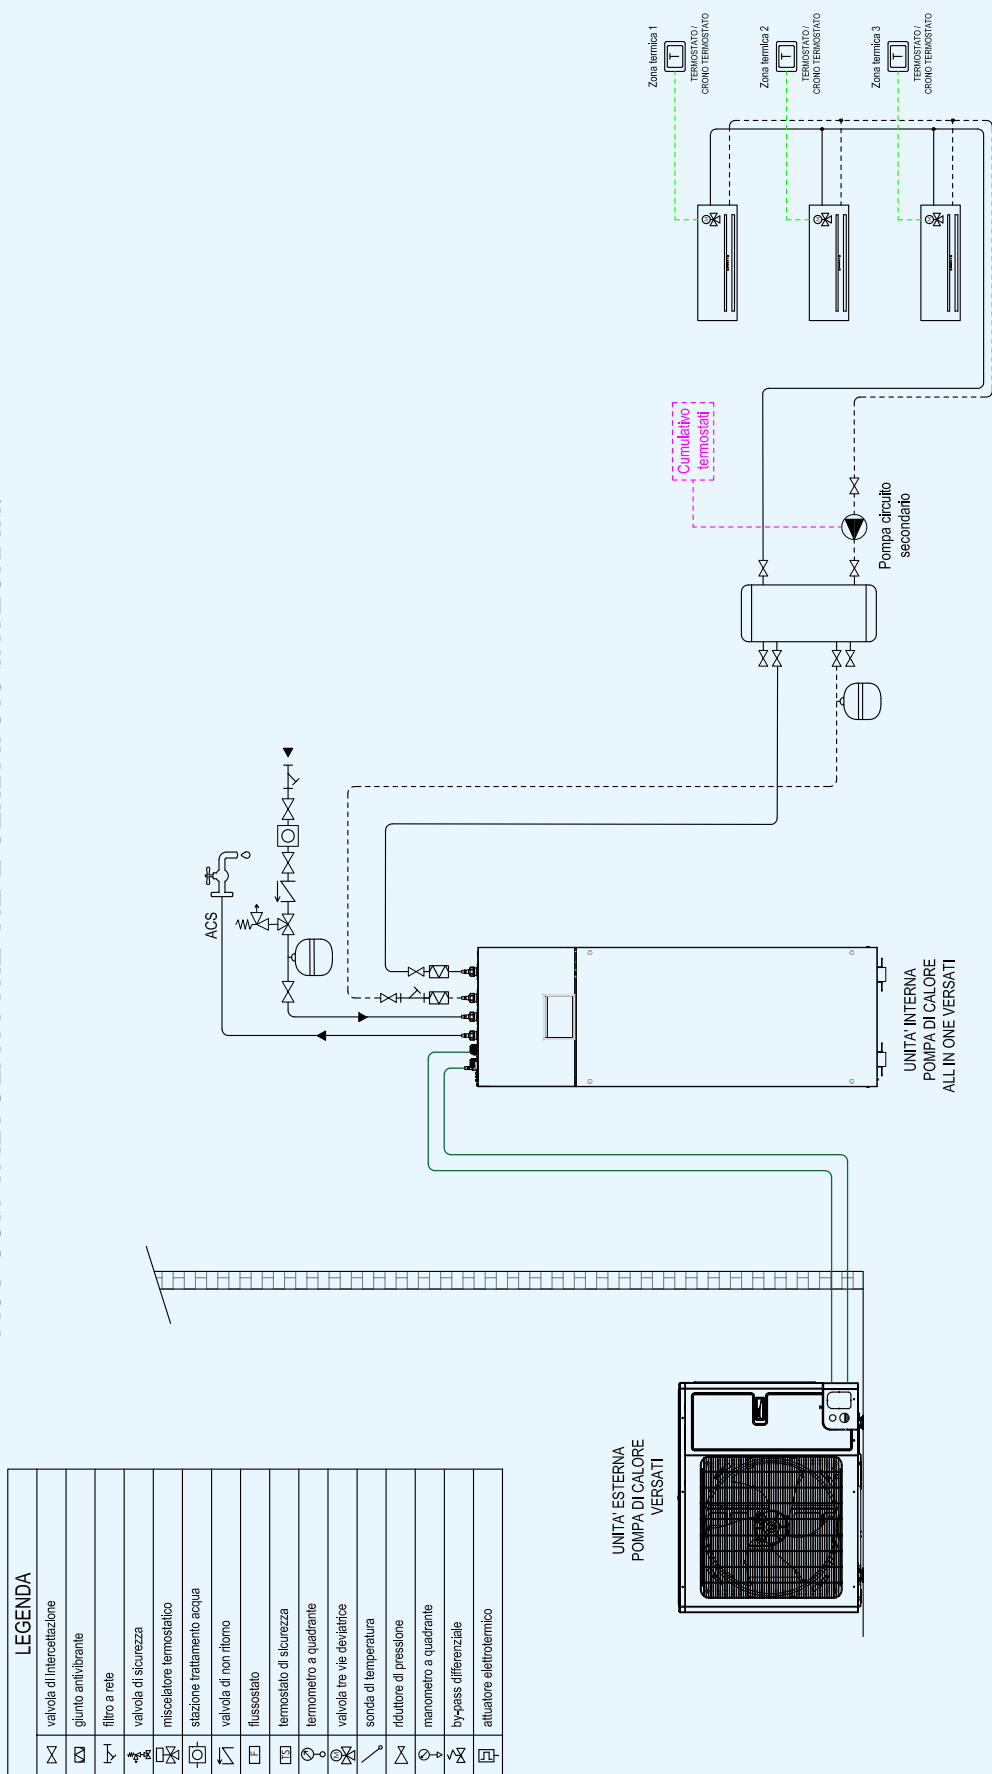 LEGENDA
valvola di intercettazione
giunto antivibrante
filtro a rete
valvola di sicurezza
miscelatore termostatico
stazione trattamento acqua
valvola di non ritorno
F flussostato
TS termostato di sicurezza
termometro a quadrante
M valvola tre vie deviatrice
sonda di temperatura
riduttore di pressione
manometro a quadrante
by-pass differenziale
attuatore elettrotermico
UNITA' ESTERNA
POMPA DI CALORE
VERSATI
ACS
UNITA' INTERNA
POMPA DI CALORE
ALL IN ONE VERSATI
Cumulativo
termostati
Pompa circuito
secondario
Zona termica 1
T
TERMOSTATO /
CRONO TERMOSTATO
Zona termica 2
T
TERMOSTATO /
CRONO TERMOSTATO
Zona termica 3
T
TERMOSTATO /
CRONO TERMOSTATO
M
M
M